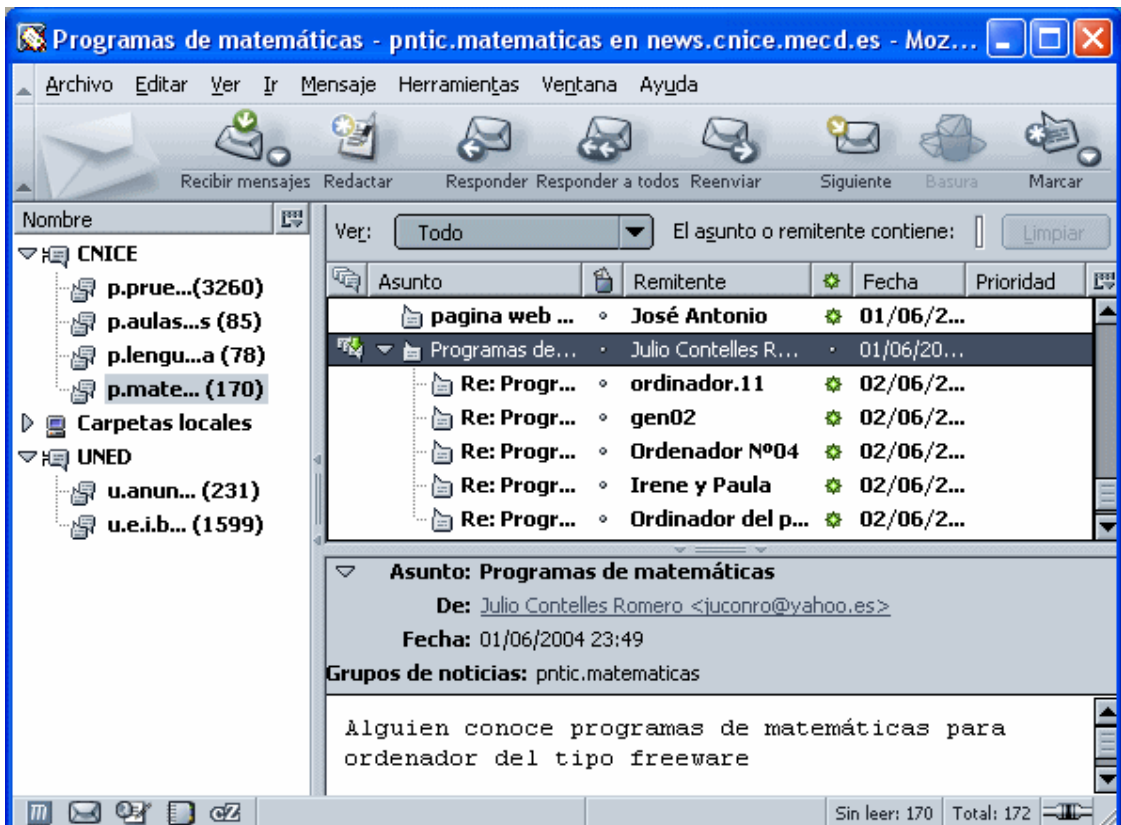 Programas de matemáticas - pntic.matematicas en news.cnice.mecd.es - Moz...
Archivo Editar Ver Ir Mensaje Herramientas Ventana Ayuda
Recibir mensajes Redactar Responder Responder a todos Reenviar Siguiente Basura Marcar
Nombre
CNICE
p.prue...(3260)
p.aulas...s (85)
p.lengu...a (78)
p.mate... (170)
Carpetas locales
UNED
u.anun... (231)
u.e.i.b... (1599)
Ver: Todo El asunto o remitente contiene: Limpiar
Asunto Remitente Fecha Prioridad
pagina web ... José Antonio 01/06/2...
Programas de... Julio Contelles R... 01/06/20...
Re: Progr... ordinador.11 02/06/2...
Re: Progr... gen02 02/06/2...
Re: Progr... Ordenador Nº04 02/06/2...
Re: Progr... Irene y Paula 02/06/2...
Re: Progr... Ordinador del p... 02/06/2...
Asunto: Programas de matemáticas
De: Julio Contelles Romero <juconro@yahoo.es>
Fecha: 01/06/2004 23:49
Grupos de noticias: pntic.matematicas
Alguien conoce programas de matemáticas para
ordenador del tipo freeware
m cZ Sin leer: 170 Total: 172